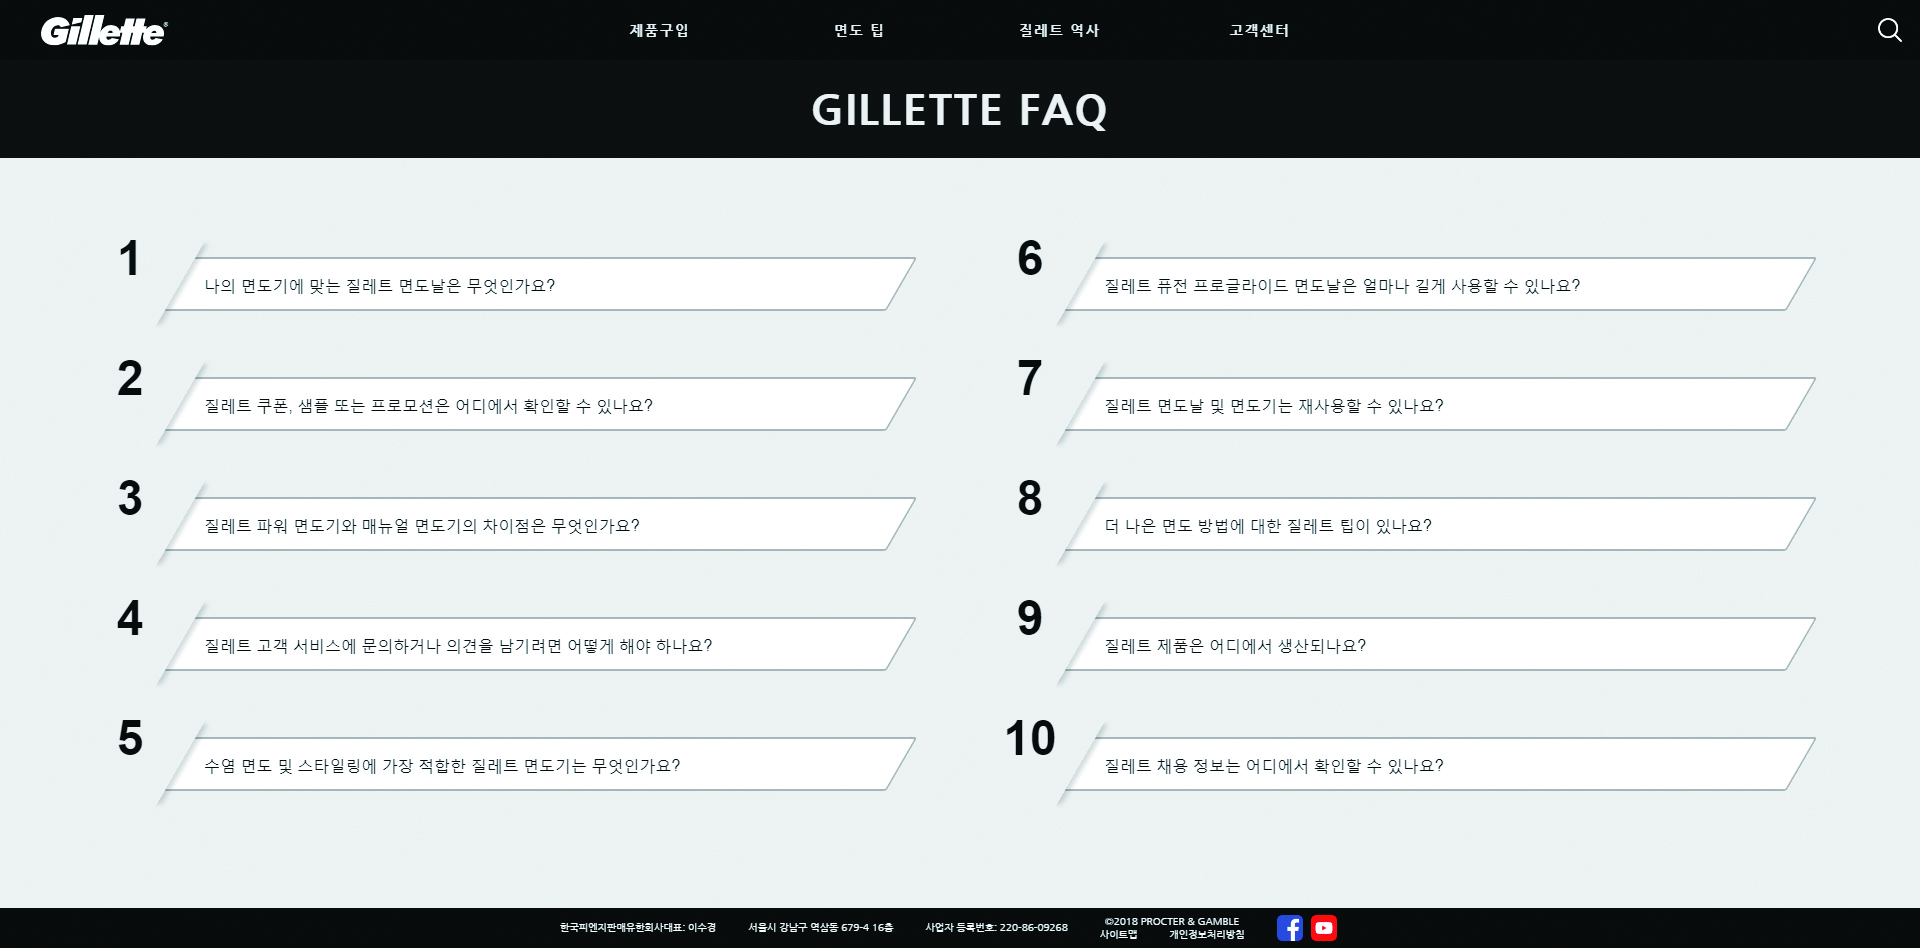 Gillette®
제품구입
면도 팁
질레트 역사
고객센터
GILLETTE FAQ
1
나의 면도기에 맞는 질레트 면도날은 무엇인가요?
2
질레트 쿠폰, 샘플 또는 프로모션은 어디에서 확인할 수 있나요?
3
질레트 파워 면도기와 매뉴얼 면도기의 차이점은 무엇인가요?
4
질레트 고객 서비스에 문의하거나 의견을 남기려면 어떻게 해야 하나요?
5
수염 면도 및 스타일링에 가장 적합한 질레트 면도기는 무엇인가요?
6
질레트 퓨전 프로글라이드 면도날은 얼마나 길게 사용할 수 있나요?
7
질레트 면도날 및 면도기는 재사용할 수 있나요?
8
더 나은 면도 방법에 대한 질레트 팁이 있나요?
9
질레트 제품은 어디에서 생산되나요?
10
질레트 채용 정보는 어디에서 확인할 수 있나요?
한국피엔지판매유한회사대표: 이수경
서울시 강남구 역삼동 679-4 16층
사업자 등록번호: 220-86-09268
©2018 PROCTER & GAMBLE
사이트맵
개인정보처리방침